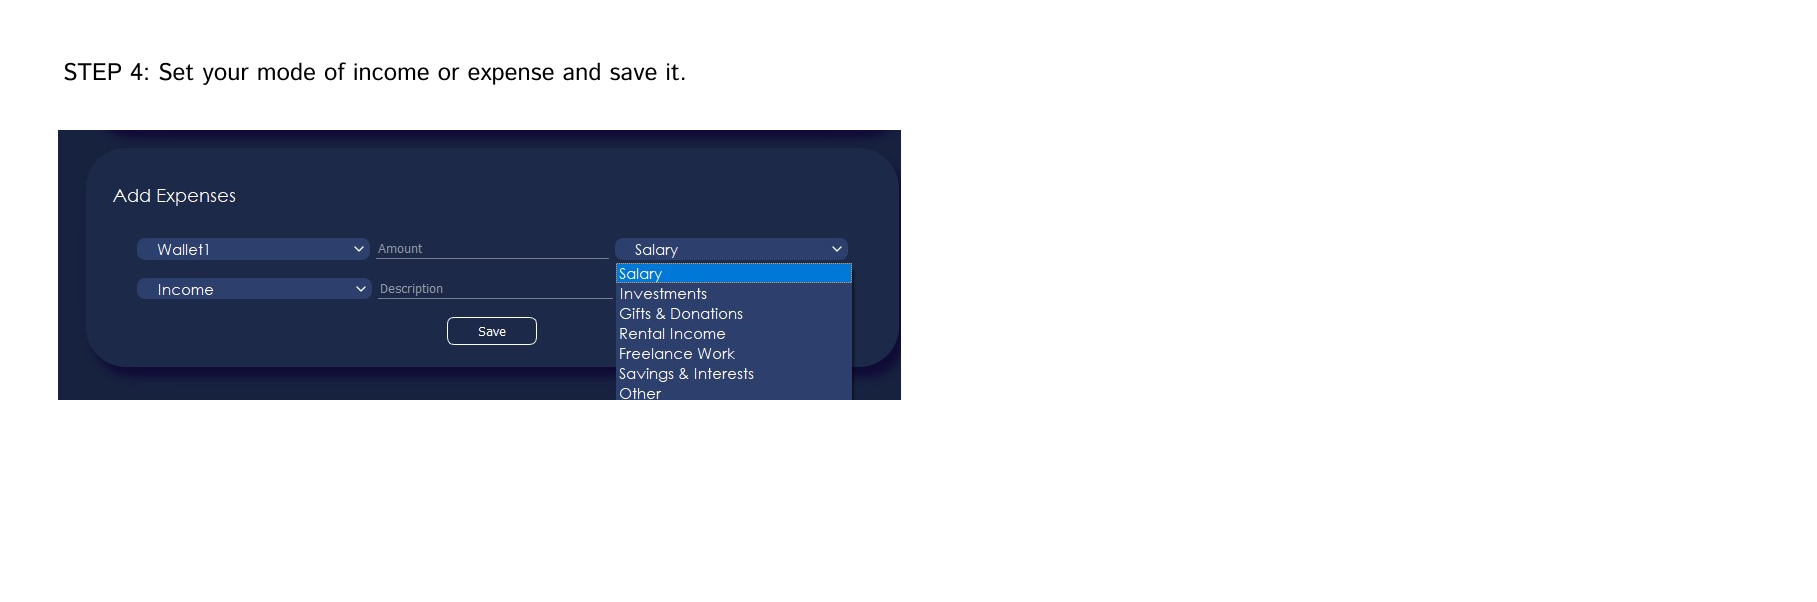 STEP 4: Set your mode of income or expense and save it.
Add Expenses
Wallet1 Amount Salary
Salary
Income Description
Investments
Gifts & Donations
Save Rental Income
Freelance Work
Savings & Interests
Other